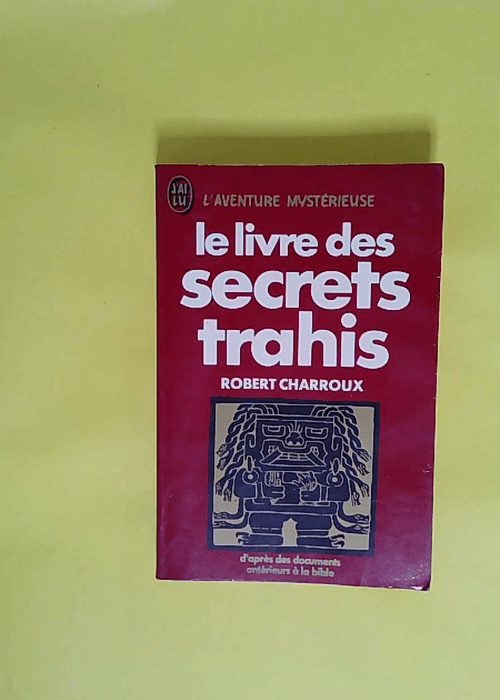 J'AI
LU
L'AVENTURE MYSTÉRIEUSE
le livre des
secrets
trahis
ROBERT CHARROUX
d'après des documents
antérieurs à la bible